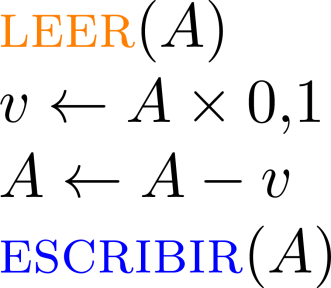 LEER(A)
v ← A × 0,1
A ← A − v
ESCRIBIR(A)